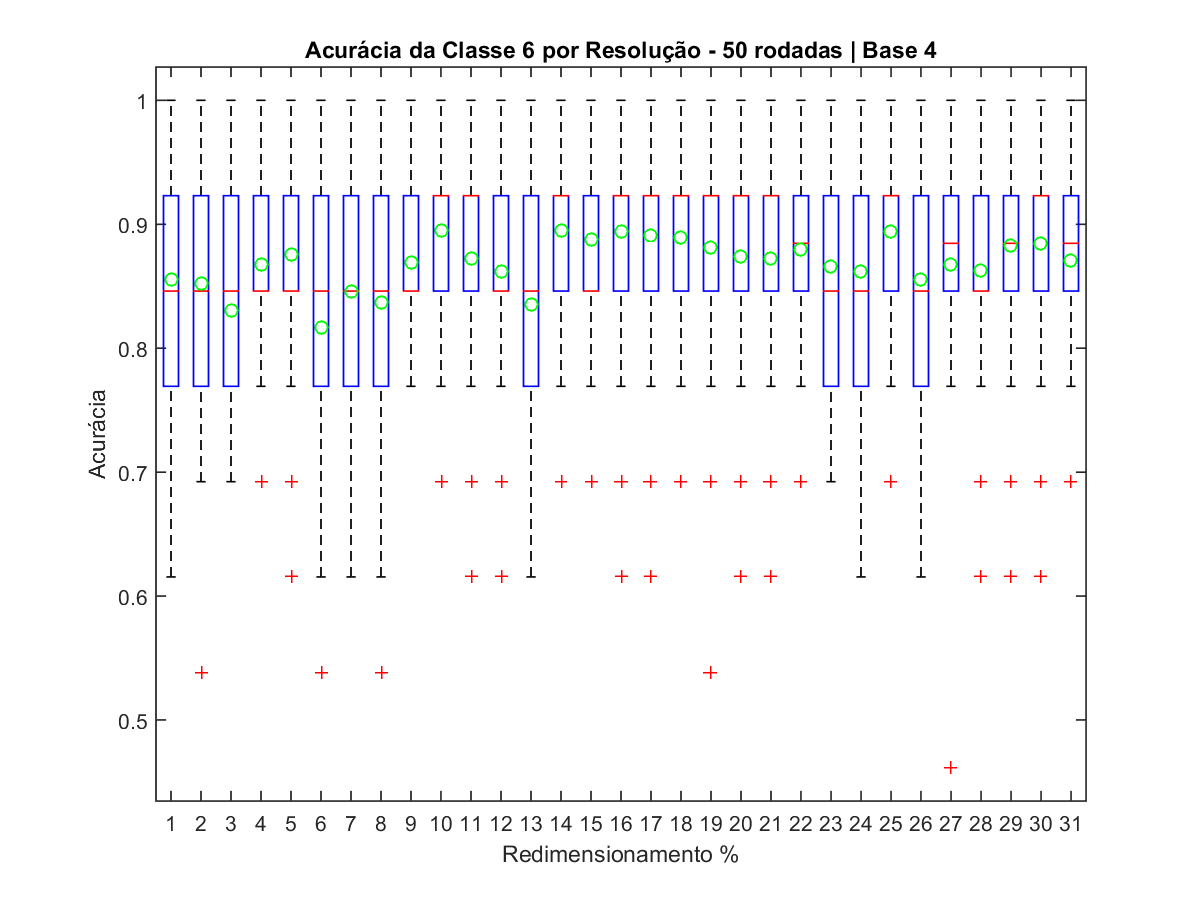 Acurácia da Classe 6 por Resolução - 50 rodadas | Base 4
1
0.9
0.8
0.7
0.6
0.5
Acurácia
1 2 3 4 5 6 7 8 9 10 11 12 13 14 15 16 17 18 19 20 21 22 23 24 25 26 27 28 29 30 31
Redimensionamento %